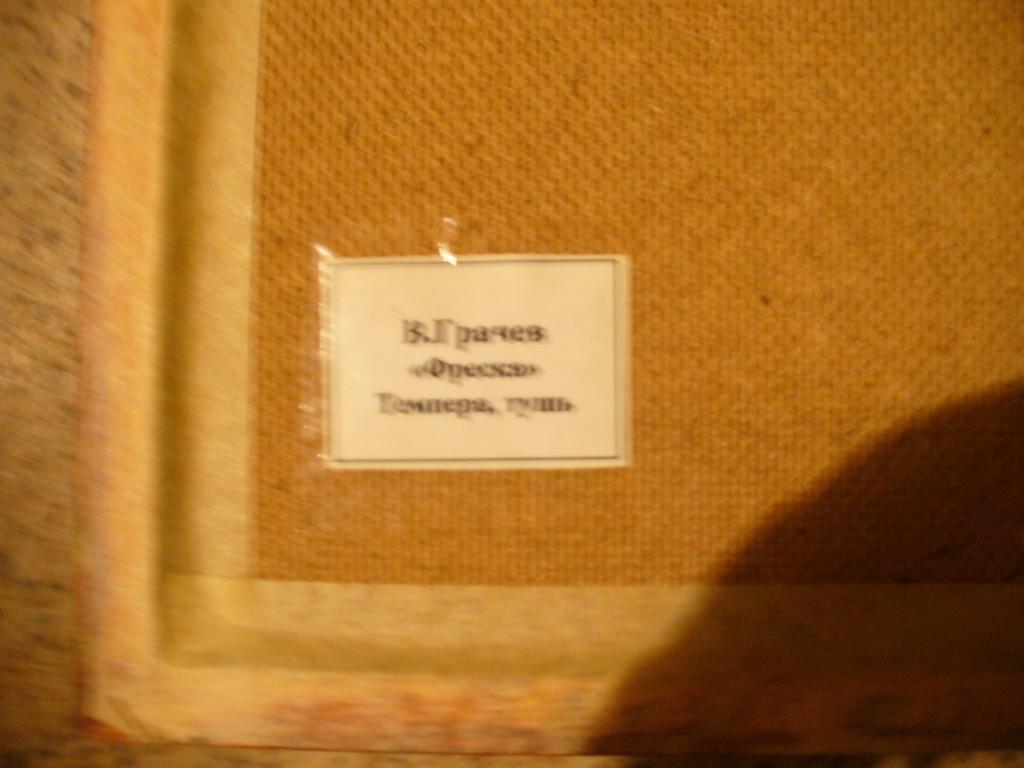 В.Грачев
«Фреска»
Темпера, тушь